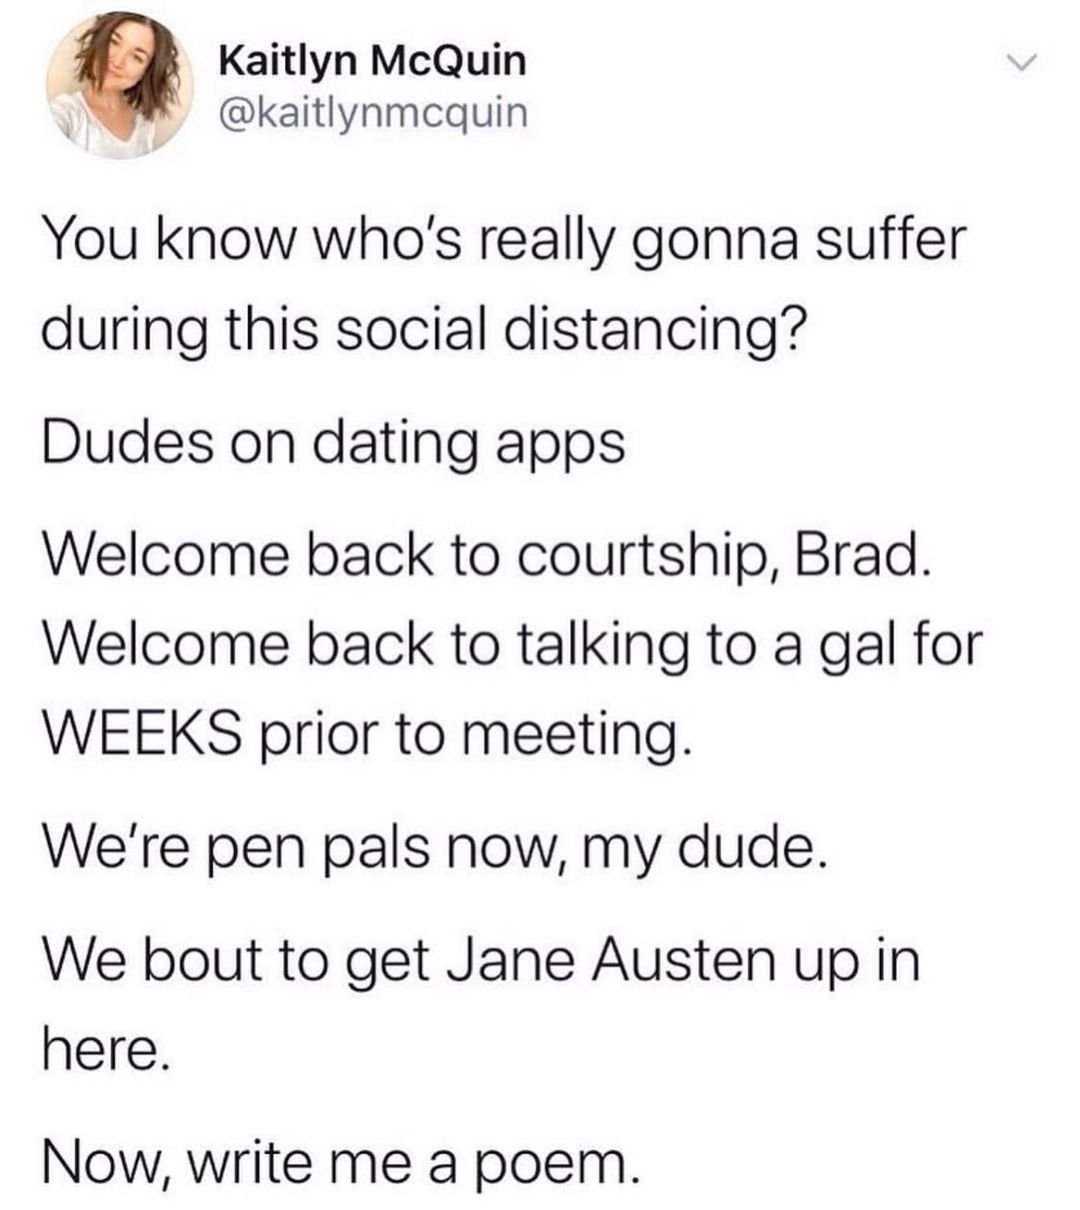 Kaitlyn McQuin
@kaitlynmcquin
You know who's really gonna suffer
during this social distancing?
Dudes on dating apps
Welcome back to courtship, Brad.
Welcome back to talking to a gal for
WEEKS prior to meeting.
We're pen pals now, my dude.
We bout to get Jane Austen up in
here.
Now, write me a poem.